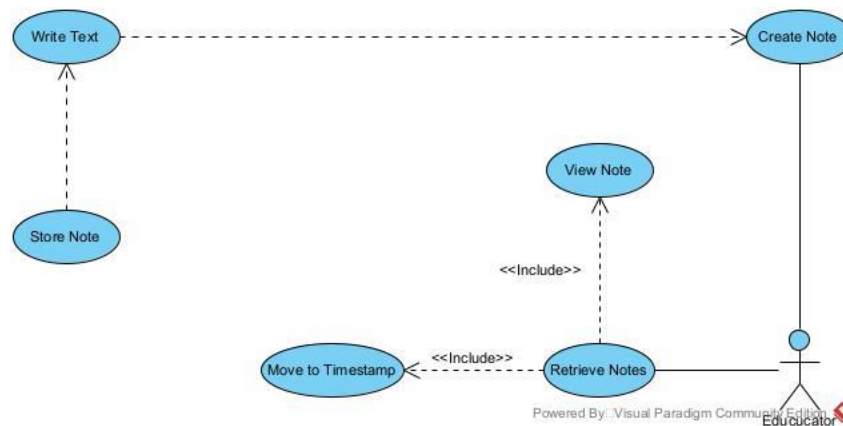 Write Text
Create Note
View Note
Store Note
<<Include>>
<<Include>>
Move to Timestamp
Retrieve Notes
Powered By Visual Paradigm Community Edition
Educucator